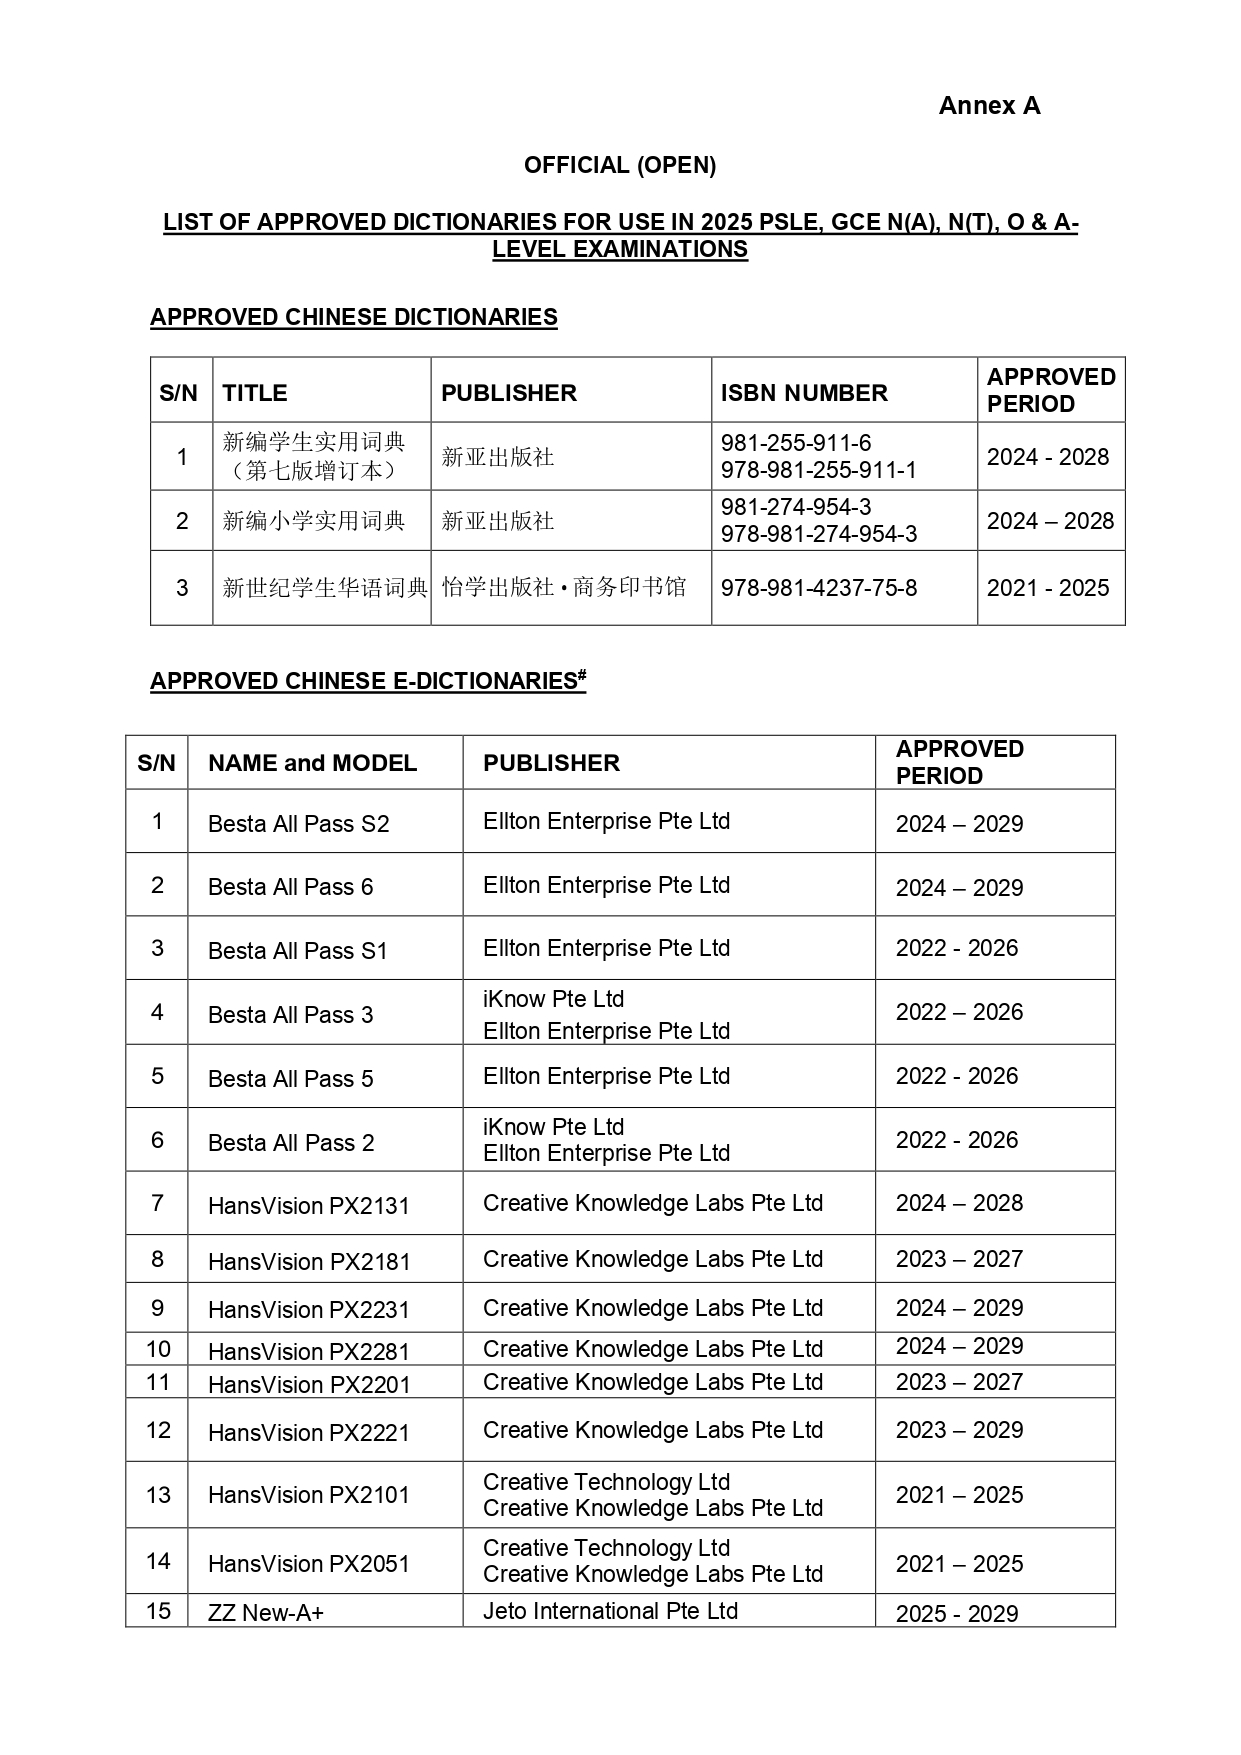 Annex A
OFFICIAL (OPEN)
LIST OF APPROVED DICTIONARIES FOR USE IN 2025 PSLE, GCE N(A), N(T), O & A-
LEVEL EXAMINATIONS
APPROVED CHINESE DICTIONARIES
S/N TITLE PUBLISHER ISBN NUMBER APPROVED PERIOD
1 新编学生实用词典（第七版增订本） 新亚出版社 981-255-911-6 978-981-255-911-1 2024 - 2028
2 新编小学实用词典 新亚出版社 981-274-954-3 978-981-274-954-3 2024 – 2028
3 新世纪学生华语词典 怡学出版社•商务印书馆 978-981-4237-75-8 2021 - 2025
APPROVED CHINESE E-DICTIONARIES#
S/N NAME and MODEL PUBLISHER APPROVED PERIOD
1 Besta All Pass S2 Ellton Enterprise Pte Ltd 2024 – 2029
2 Besta All Pass 6 Ellton Enterprise Pte Ltd 2024 – 2029
3 Besta All Pass S1 Ellton Enterprise Pte Ltd 2022 - 2026
4 Besta All Pass 3 iKnow Pte Ltd Ellton Enterprise Pte Ltd 2022 – 2026
5 Besta All Pass 5 Ellton Enterprise Pte Ltd 2022 - 2026
6 Besta All Pass 2 iKnow Pte Ltd Ellton Enterprise Pte Ltd 2022 - 2026
7 HansVision PX2131 Creative Knowledge Labs Pte Ltd 2024 – 2028
8 HansVision PX2181 Creative Knowledge Labs Pte Ltd 2023 – 2027
9 HansVision PX2231 Creative Knowledge Labs Pte Ltd 2024 – 2029
10 HansVision PX2281 Creative Knowledge Labs Pte Ltd 2024 – 2029
11 HansVision PX2201 Creative Knowledge Labs Pte Ltd 2023 – 2027
12 HansVision PX2221 Creative Knowledge Labs Pte Ltd 2023 – 2029
13 HansVision PX2101 Creative Technology Ltd Creative Knowledge Labs Pte Ltd 2021 – 2025
14 HansVision PX2051 Creative Technology Ltd Creative Knowledge Labs Pte Ltd 2021 – 2025
15 ZZ New-A+ Jeto International Pte Ltd 2025 - 2029